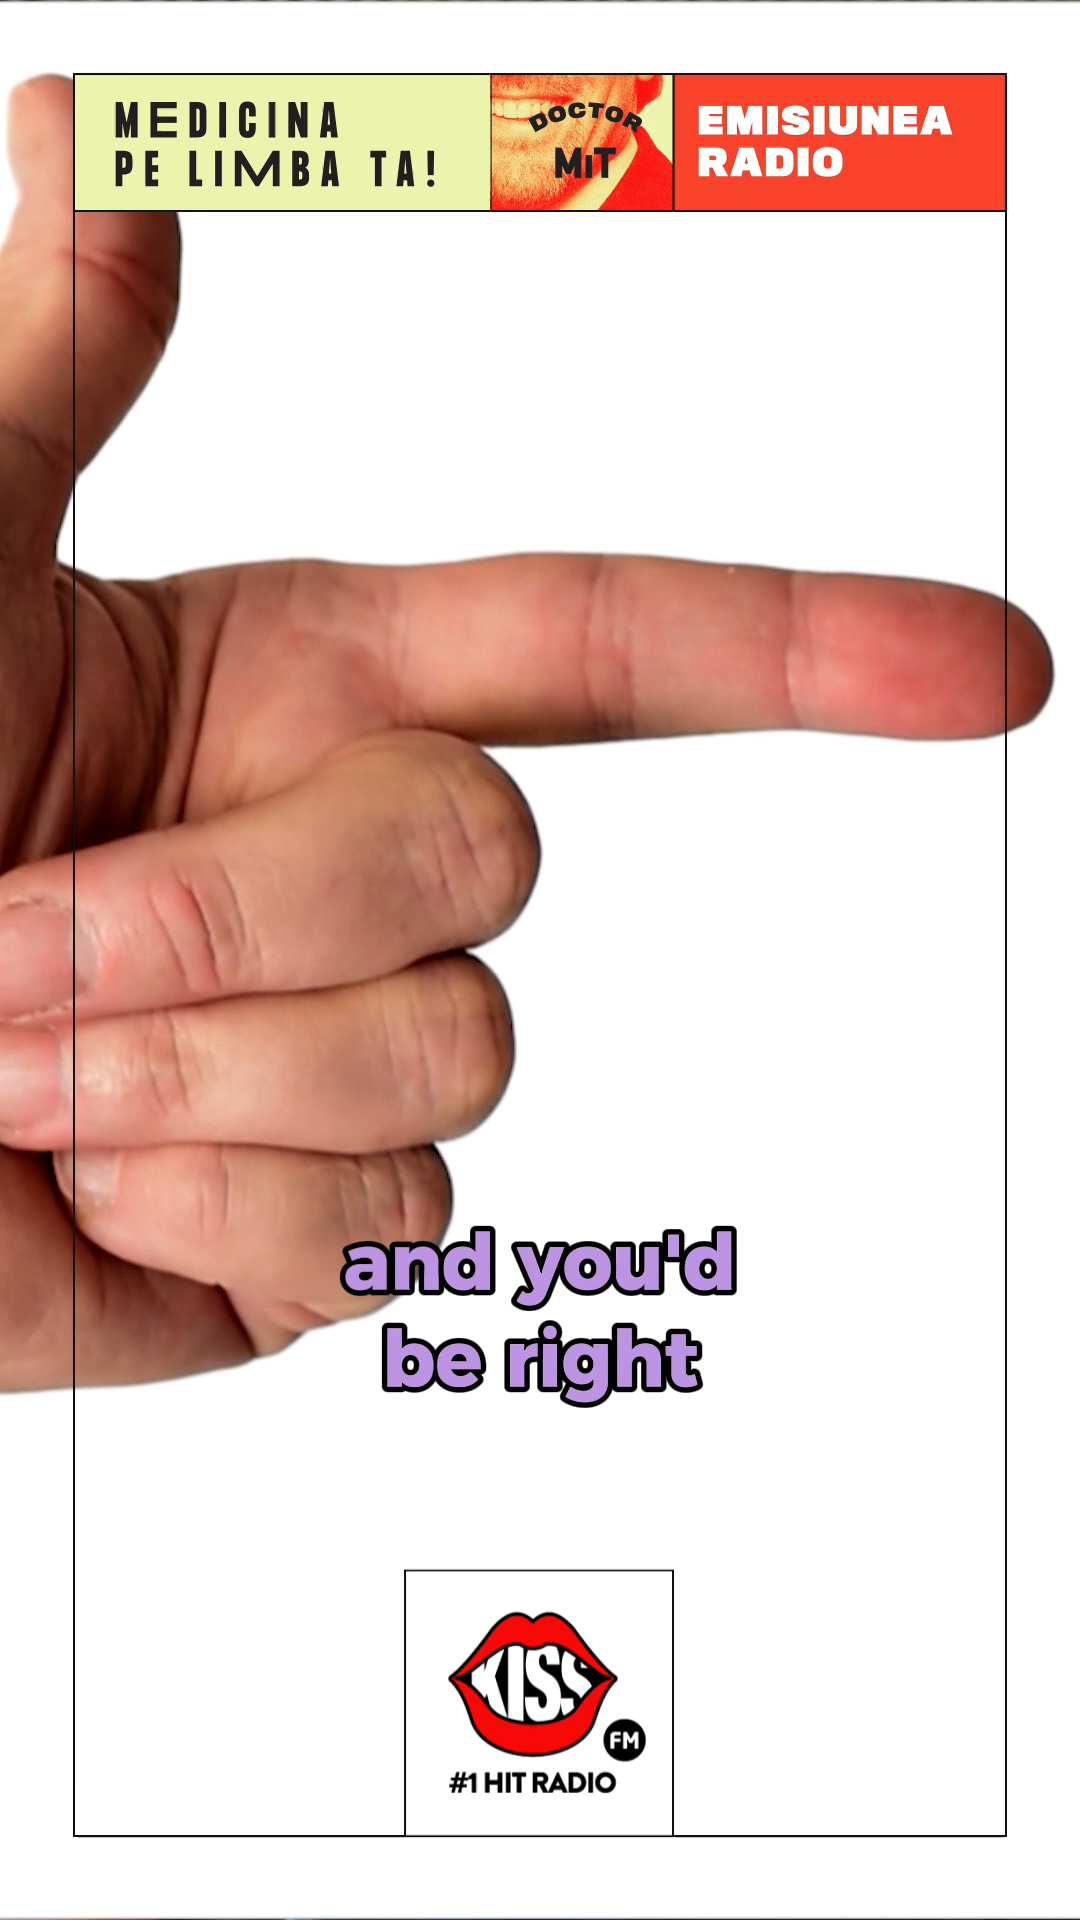 MEDICINA
PE LIMBA TA!
DOCTOR
MiT
EMISIUNEA
RADIO
and you'd
be right
KISS
FM
#1 HIT RADIO